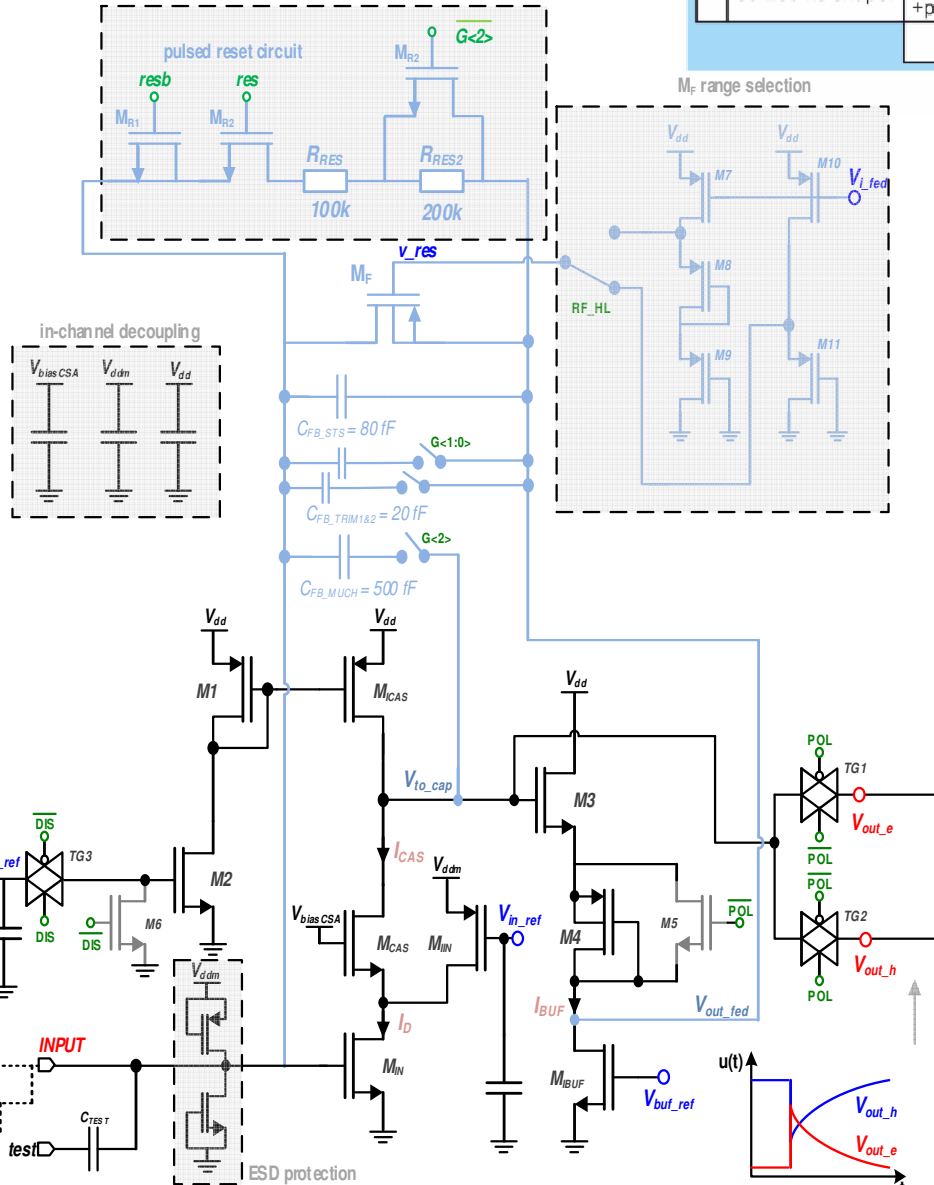 +p
pulsed reset circuit
G<2>
M_R2
resb
res
M_R1
M_R2
R_RES
R_RES2
100k
200k
M_F range selection
V_dd
V_dd
M7
M10
V_i_fed
M8
M9
M11
RF_HL
v_res
M_F
in-channel decoupling
V_biasCSA
V_ddm
V_dd
C_FB_STS = 80 fF
G<1:0>
C_FB_TRIM1&2 = 20 fF
G<2>
C_FB_MUCH = 500 fF
V_dd
V_dd
M1
M_ICAS
V_dd
V_to_cap
M3
POL
TG1
V_out_e
POL
DIS
_ref
TG3
M2
I_CAS
V_ddm
V_biasCSA
M_CAS
M_IIN
V_in_ref
M4
M5
POL
POL
TG2
V_out_h
POL
DIS
M6
DIS
V_ddm
I_D
I_BUF
V_out_fed
INPUT
M_IN
M_IBUF
V_buf_ref
C_TEST
test
ESD protection
u(t)
V_out_h
V_out_e